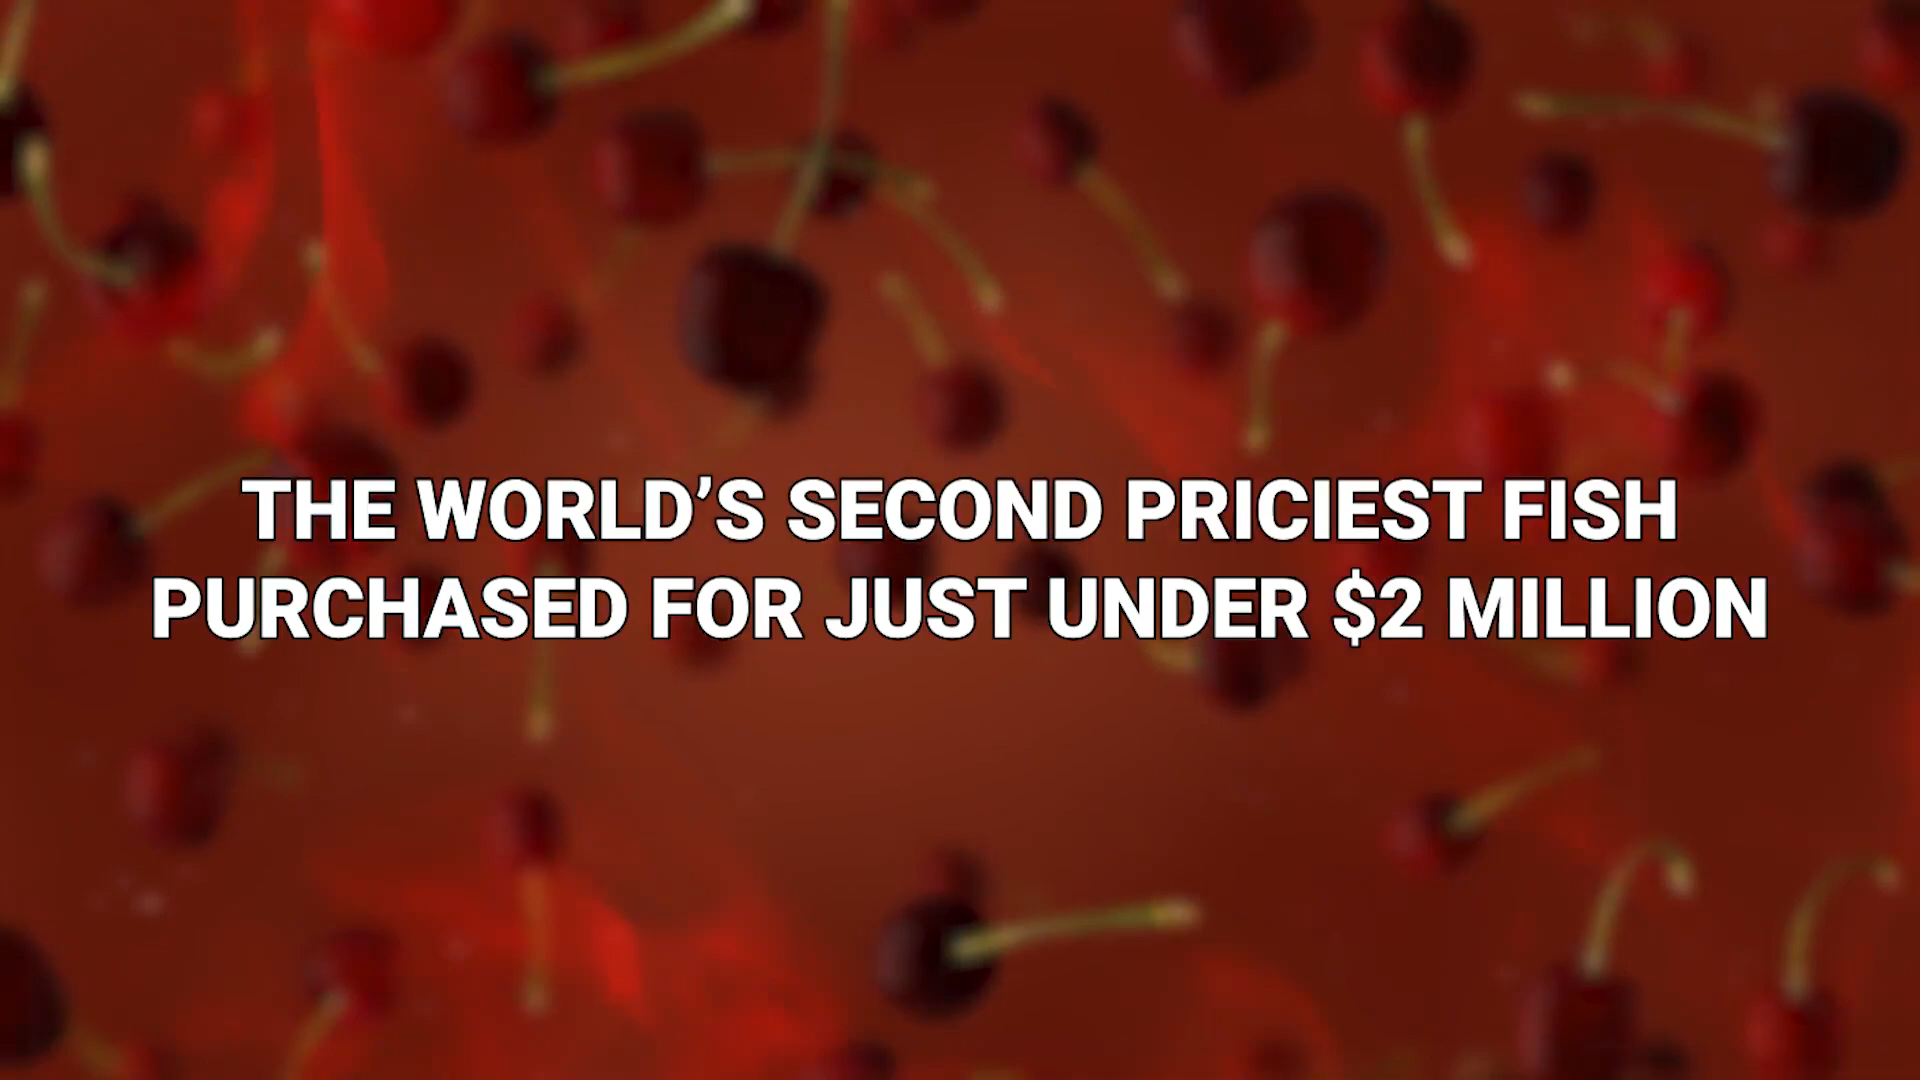 THE WORLD’S SECOND PRICIEST FISH
PURCHASED FOR JUST UNDER $2 MILLION